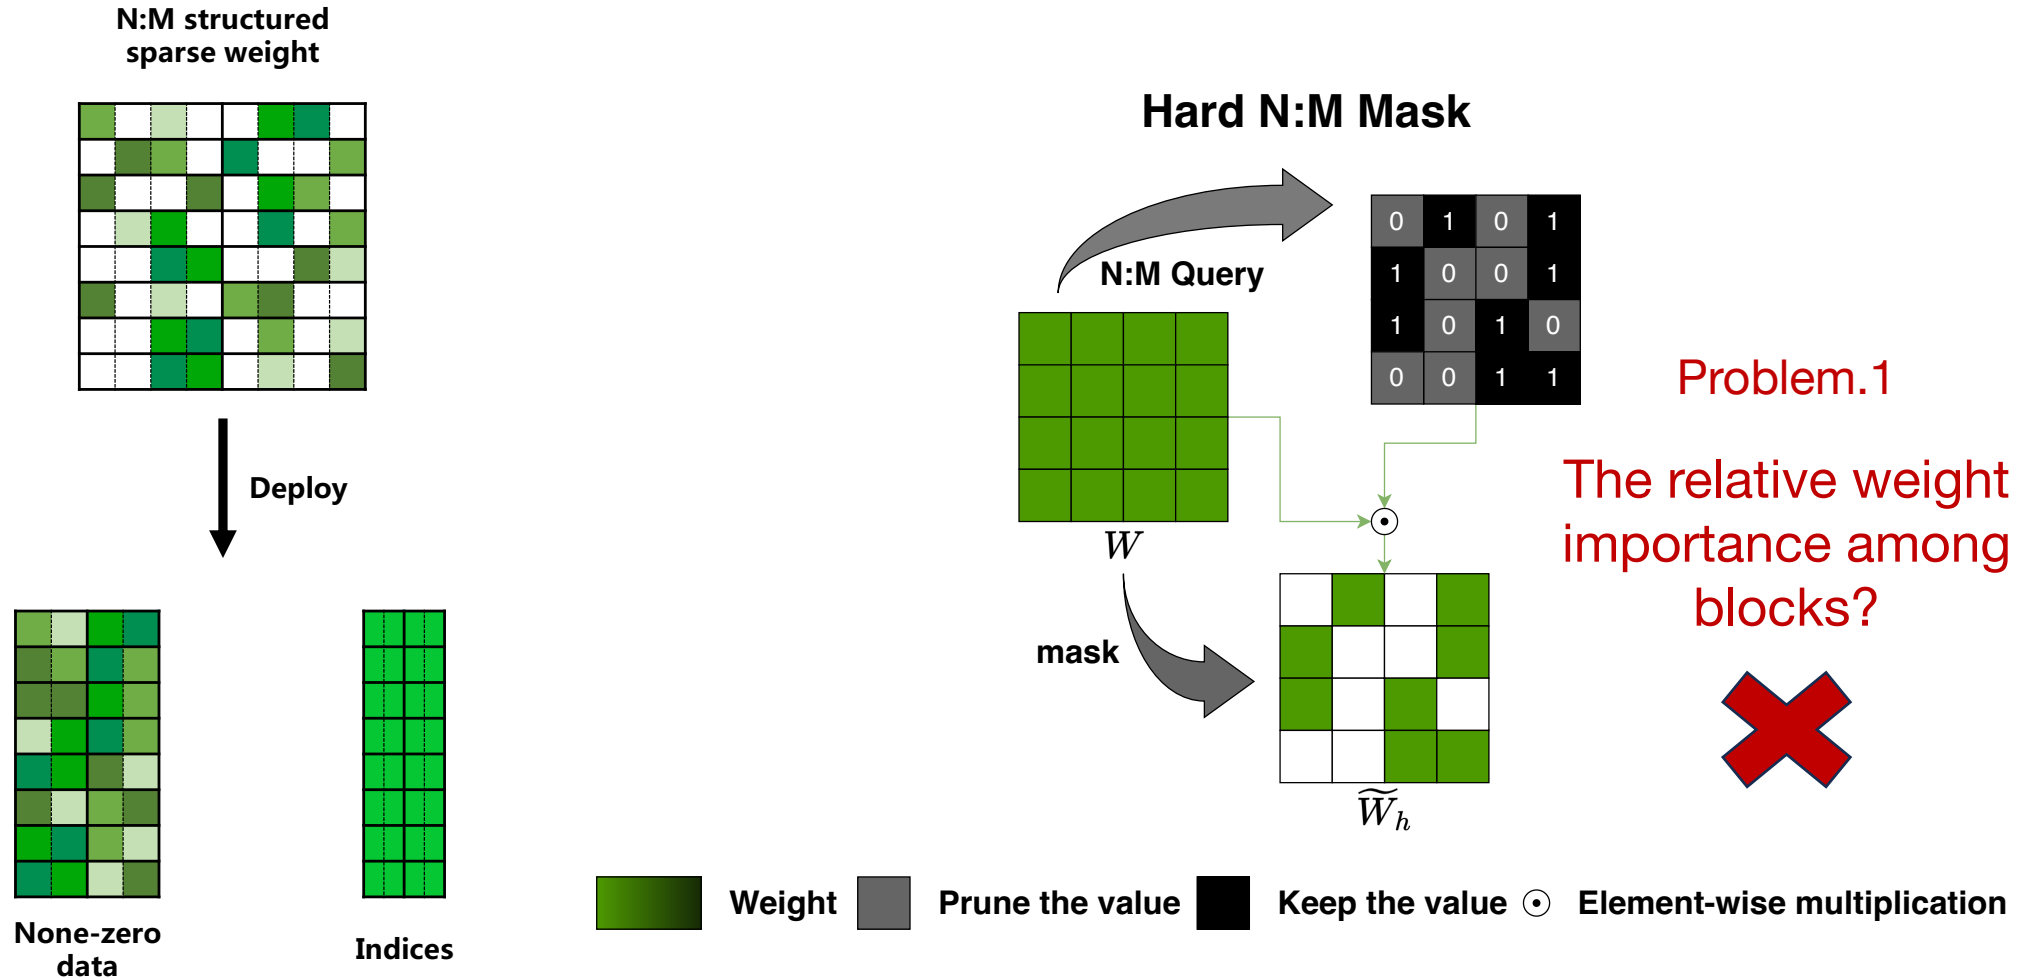 N:M structured
sparse weight
Deploy
None-zero
data
Indices
Hard N:M Mask
N:M Query
0 1 0 1
1 0 0 1
1 0 1 0
0 0 1 1
W
mask
W̃h
Problem.1
The relative weight
importance among
blocks?
Weight Prune the value Keep the value Element-wise multiplication